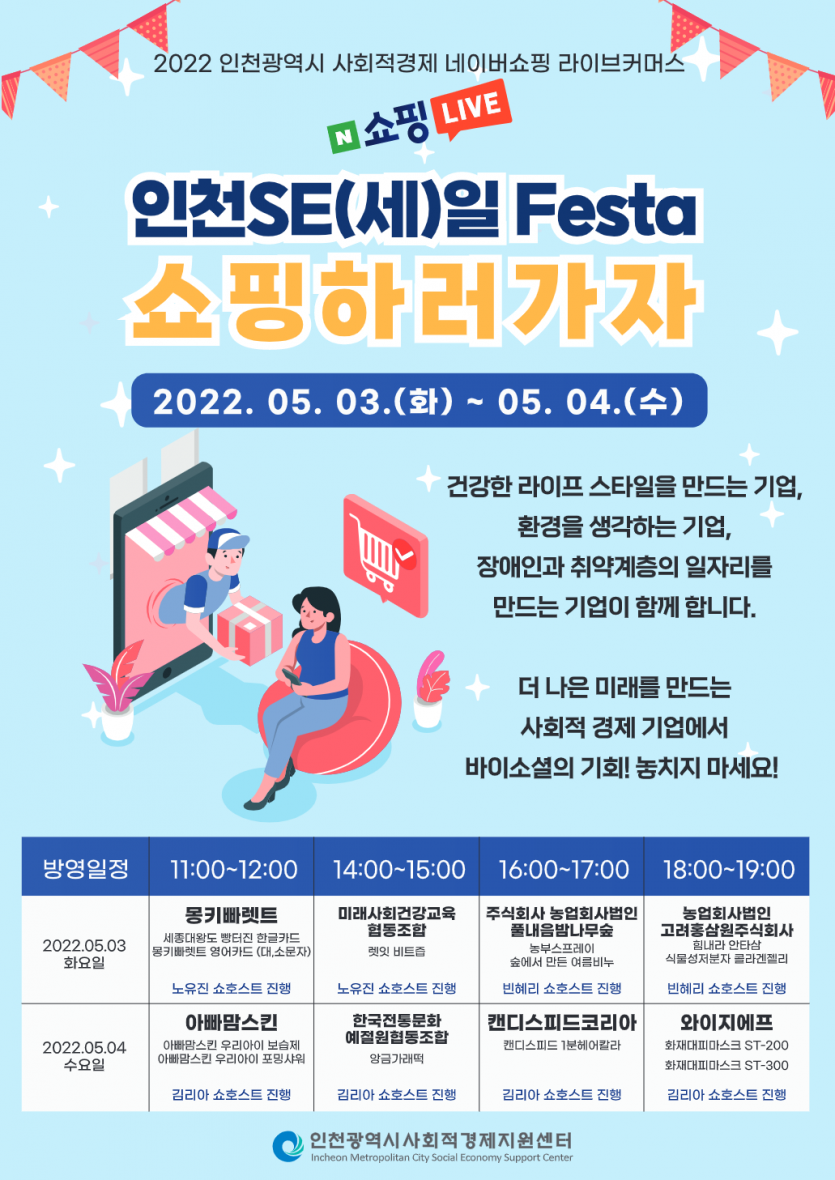 2022 인천광역시 사회적경제 네이버쇼핑 라이브커머스
N 쇼핑 LIVE
인천SE(세)일 Festa
쇼핑하러가자
2022. 05. 03.(화) ~ 05. 04.(수)
건강한 라이프 스타일을 만드는 기업,
환경을 생각하는 기업,
장애인과 취약계층의 일자리를
만드는 기업이 함께 합니다.
더 나은 미래를 만드는
사회적 경제 기업에서
바이소셜의 기회! 놓치지 마세요!
방영일정 11:00~12:00 14:00~15:00 16:00~17:00 18:00~19:00
2022.05.03
화요일
몽키빠렛트
세종대왕도 빵터진 한글카드
몽키빠렛트 영어카드 (대,소문자)
노유진 쇼호스트 진행
미래사회건강교육
협동조합
렛잇 비트즙
노유진 쇼호스트 진행
주식회사 농업회사법인
풀내음밤나무숲
농부스프레이
숲에서 만든 여름비누
빈혜리 쇼호스트 진행
농업회사법인
고려홍삼원주식회사
힘내라 안타삼
식물성저분자 콜라겐젤리
빈혜리 쇼호스트 진행
2022.05.04
수요일
아빠맘스킨
아빠맘스킨 우리아이 보습제
아빠맘스킨 우리아이 포밍샤워
김리아 쇼호스트 진행
한국전통문화
예절원협동조합
앙금가래떡
김리아 쇼호스트 진행
캔디스피드코리아
캔디스피드 1분헤어칼라
김리아 쇼호스트 진행
와이지에프
화재대피마스크 ST-200
화재대피마스크 ST-300
김리아 쇼호스트 진행
인천광역시사회적경제지원센터
Incheon Metropolitan City Social Economy Support Center